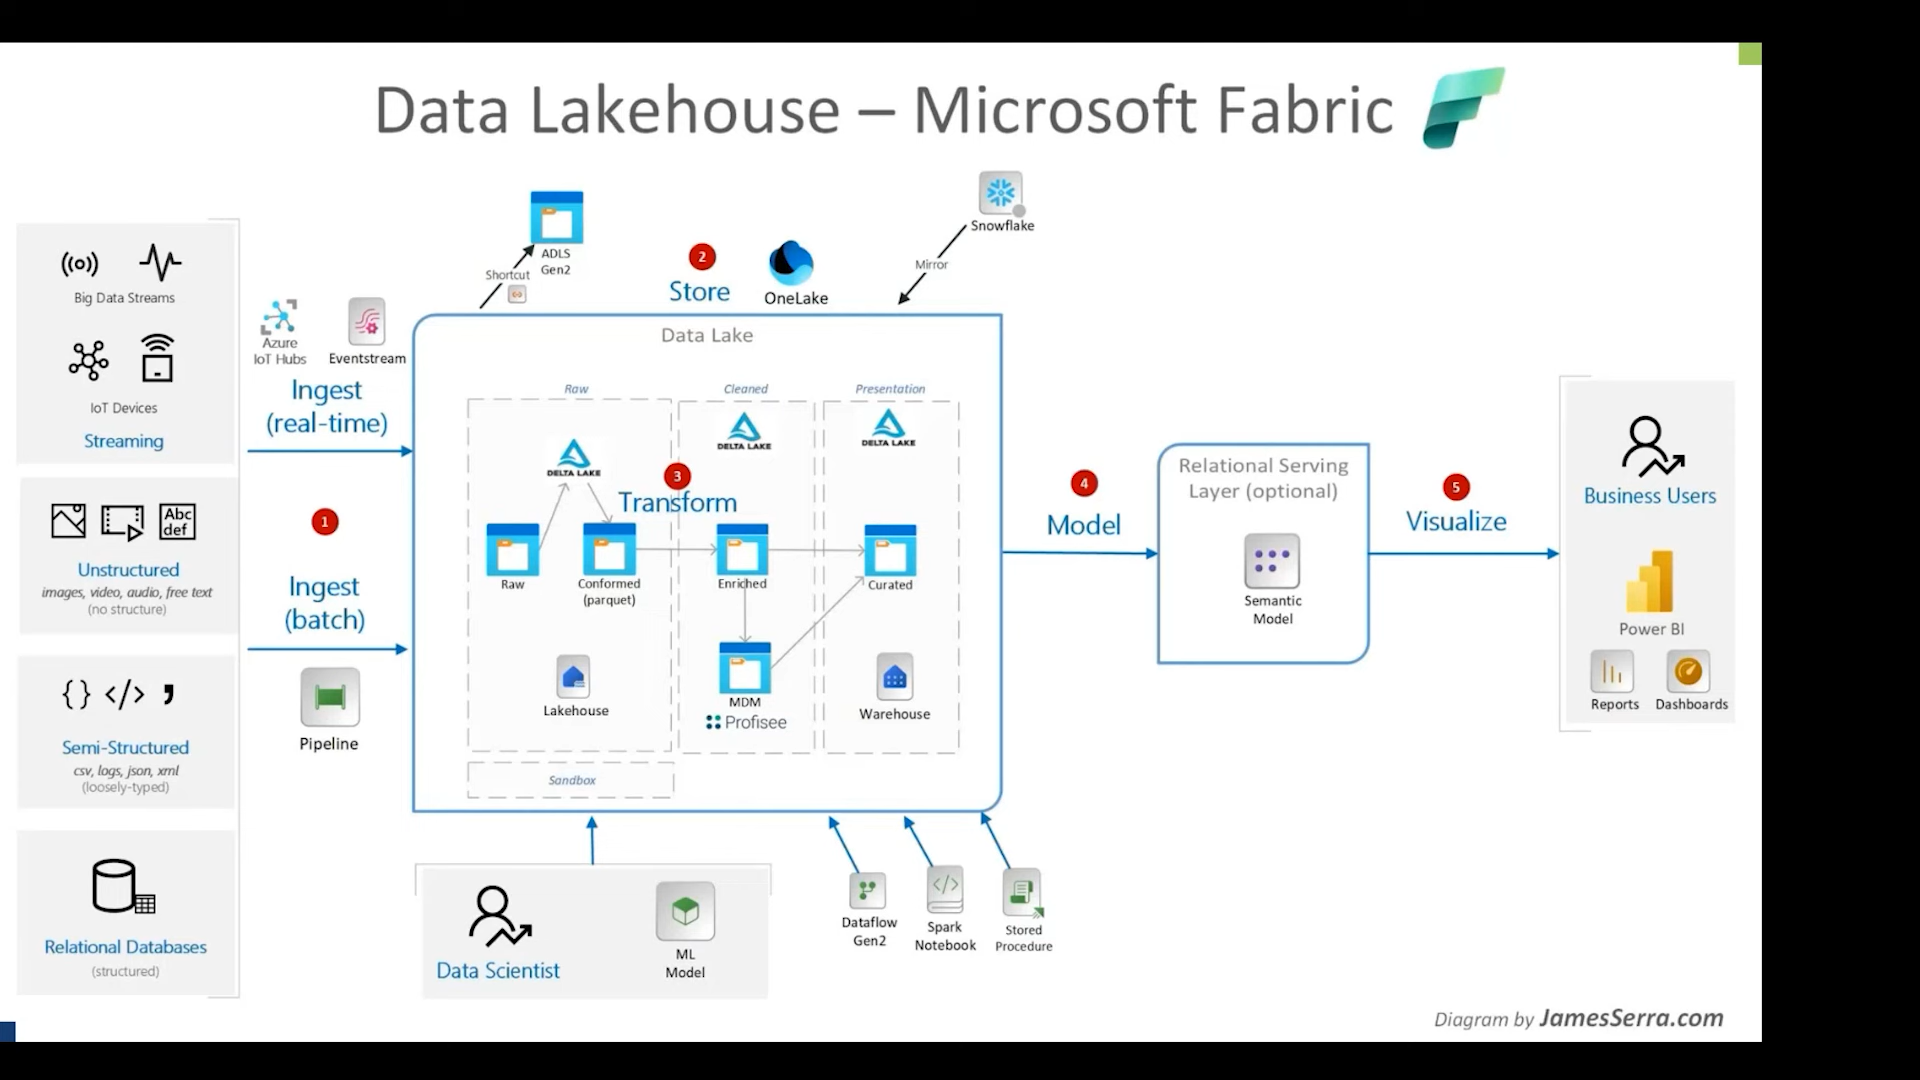 Data Lakehouse – Microsoft Fabric
ADLS
Gen2
Shortcut
2
Store
OneLake
Snowflake
Mirror
Big Data Streams
IoT Devices
Streaming
Azure
IoT Hubs
Eventstream
Ingest
(real-time)
1
Ingest
(batch)
Pipeline
Abc
def
Unstructured
images, video, audio, free text
(no structure)
{} </> ,
Semi-Structured
csv, logs, json, xml
(loosely-typed)
Relational Databases
(structured)
Data Lake
Raw
Cleaned
Presentation
DELTA LAKE
DELTA LAKE
DELTA LAKE
3
Transform
Raw
Conformed
(parquet)
Enriched
Curated
Lakehouse
MDM
Profisee
Warehouse
Sandbox
4
Model
Relational Serving
Layer (optional)
Semantic
Model
5
Visualize
Business Users
Power BI
Reports
Dashboards
Data Scientist
ML
Model
Dataflow
Gen2
</>
Spark
Notebook
Stored
Procedure
Diagram by JamesSerra.com